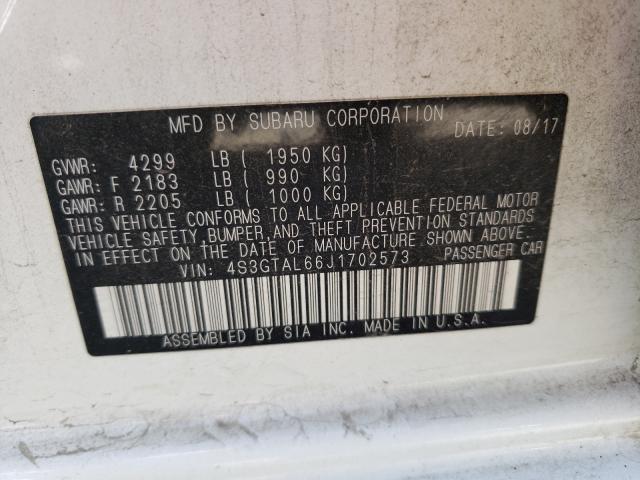 MFD BY SUBARU CORPORATION DATE: 08/17
GVWR: 4299 LB ( 1950 KG)
GAWR: F 2183 LB ( 990 KG)
GAWR: R 2205 LB ( 1000 KG)
THIS VEHICLE CONFORMS TO ALL APPLICABLE FEDERAL MOTOR
VEHICLE SAFETY, BUMPER, AND THEFT PREVENTION STANDARDS
IN EFFECT ON THE DATE OF MANUFACTURE SHOWN ABOVE.
VIN: 4S3GTAL66J1702573 PASSENGER CAR
ASSEMBLED BY SIA INC. MADE IN U.S.A.